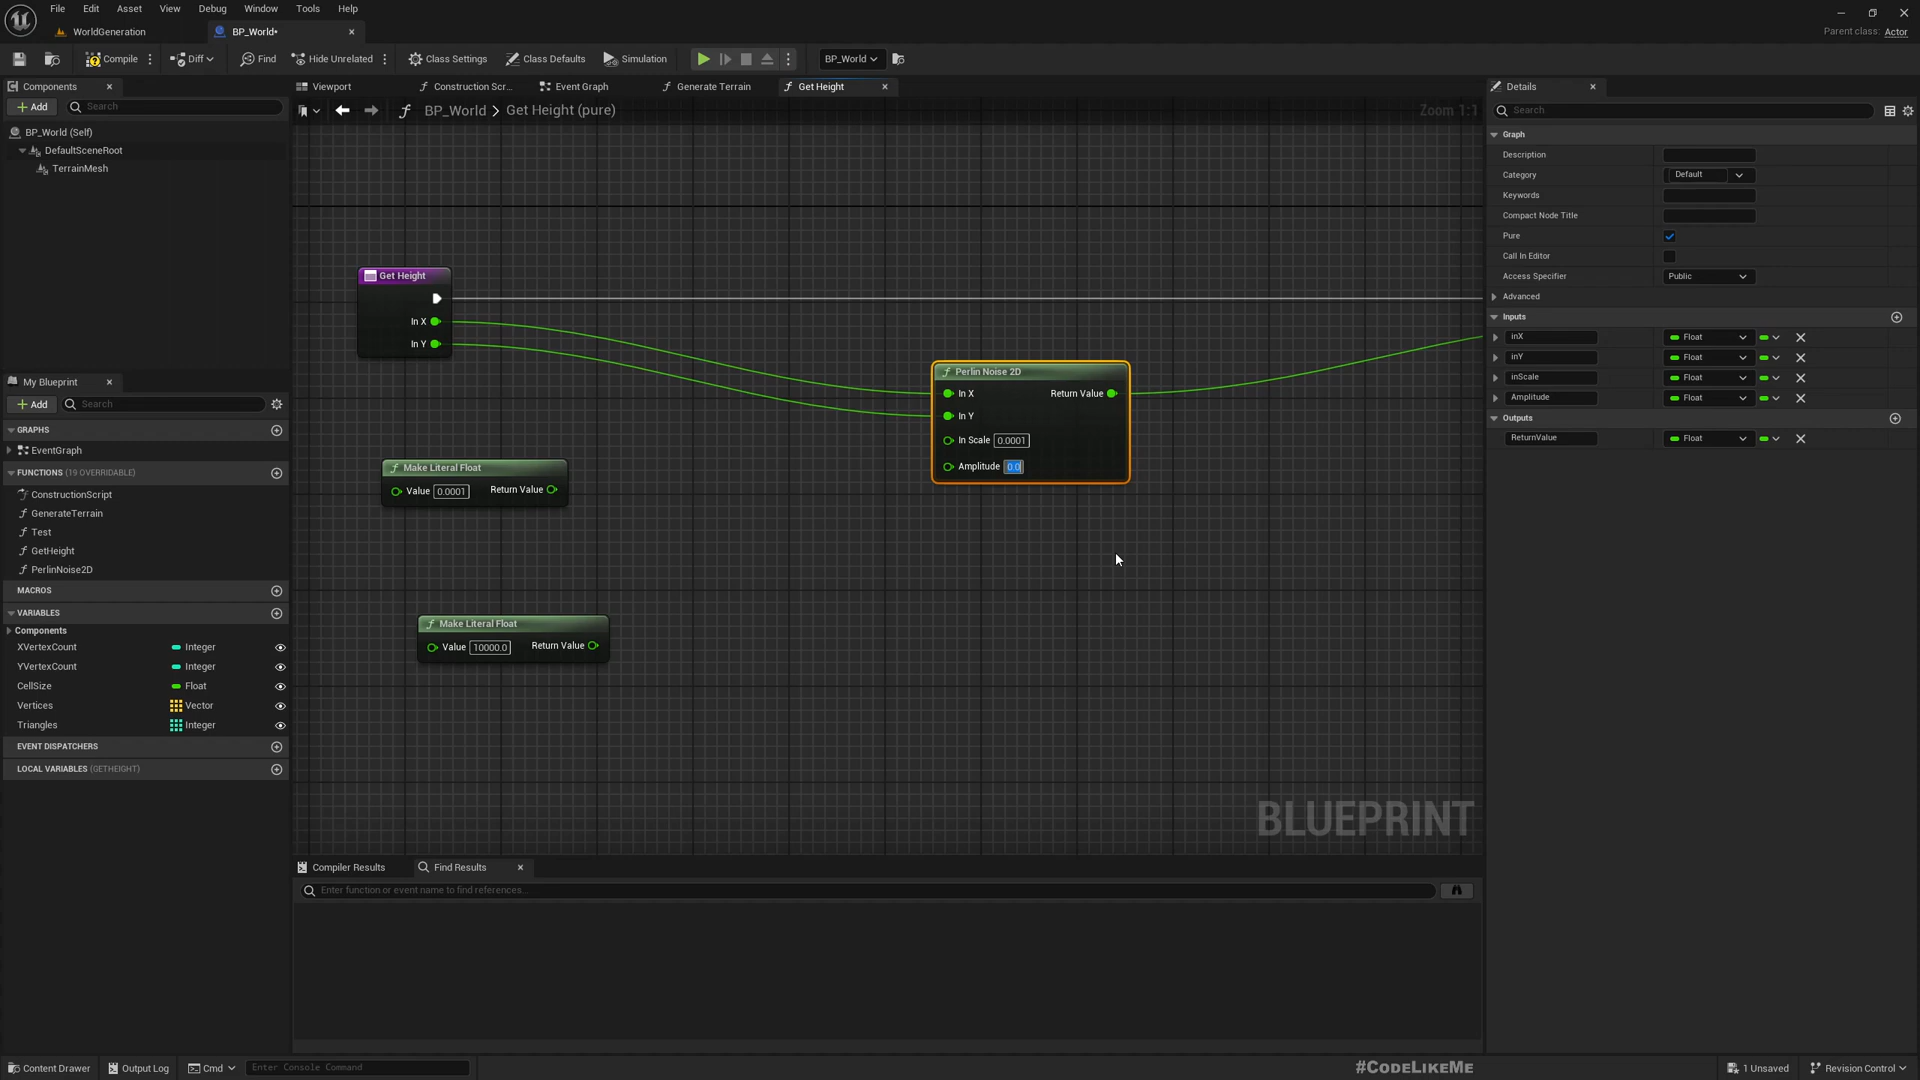 File Edit Asset View Debug Window Tools Help
WorldGeneration
BP_World*
Parent class: Actor
Compile
Diff
Find
Hide Unrelated
Class Settings
Class Defaults
Simulation
BP_World
Components
Add
Search
BP_World (Self)
DefaultSceneRoot
TerrainMesh
My Blueprint
Add
Search
GRAPHS
EventGraph
FUNCTIONS (19 OVERRIDABLE)
ConstructionScript
GenerateTerrain
Test
GetHeight
PerlinNoise2D
MACROS
VARIABLES
Components
XVertexCount Integer
YVertexCount Integer
CellSize Float
Vertices Vector
Triangles Integer
EVENT DISPATCHERS
LOCAL VARIABLES (GETHEIGHT)
Viewport
Construction Scr...
Event Graph
Generate Terrain
Get Height
BP_World > Get Height (pure)
Zoom 1:1
Get Height
In X
In Y
Perlin Noise 2D
In X Return Value
In Y
In Scale 0.0001
Amplitude 0.0
Make Literal Float
Value 0.0001 Return Value
Make Literal Float
Value 10000.0 Return Value
BLUEPRINT
Compiler Results
Find Results
Enter function or event name to find references...
Details
Search
Graph
Description
Category Default
Keywords
Compact Node Title
Pure
Call In Editor
Access Specifier Public
Advanced
Inputs
inX Float
inY Float
inScale Float
Amplitude Float
Outputs
ReturnValue Float
Content Drawer
Output Log
Cmd
Enter Console Command
#CODELIKEME
1 Unsaved
Revision Control